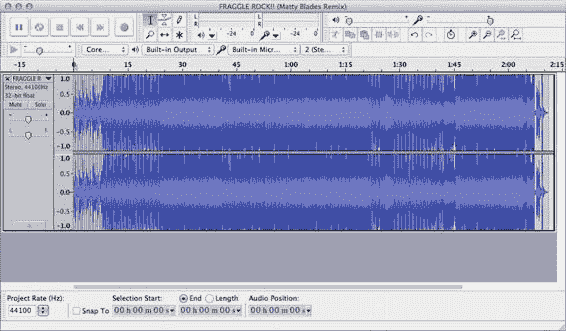 FRAGGLE ROCK!! (Matty Blades Remix)
L
R
-24 0
L
R
-24 0
Core... Built-in Output Built-in Micr... 2 (Ste...
-15 0 15 30 45 1:00 1:15 1:30 1:45 2:00 2:15
FRAGGLE R
Stereo, 44100Hz
32-bit float
Mute Solo
- +
L R
1.0
0.5
0.0
-0.5
-1.0
1.0
0.5
0.0
-0.5
-1.0
Project Rate (Hz): Selection Start: End Length Audio Position:
44100 Snap To 00 h 00 m 00 s 00 h 00 m 00 s 00 h 00 m 00 s